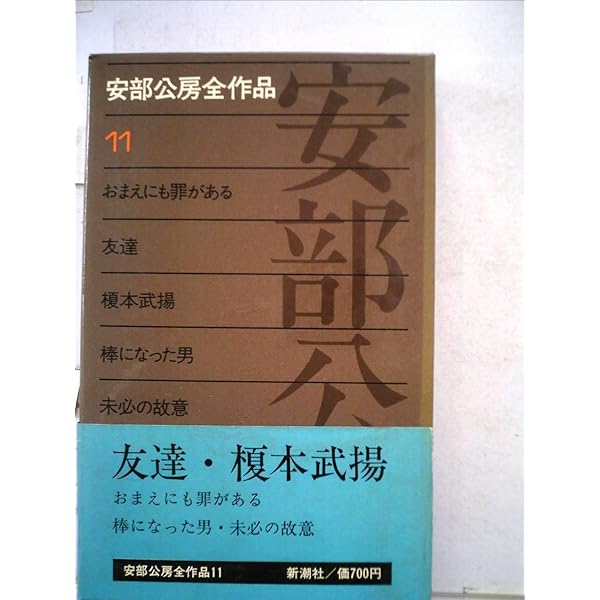 安部公房全作品
11
おまえにも罪がある
友達
榎本武揚
棒になった男
未必の故意
安部公
友達・榎本武揚
おまえにも罪がある
棒になった男・未必の故意
安部公房全作品11
新潮社／価700円